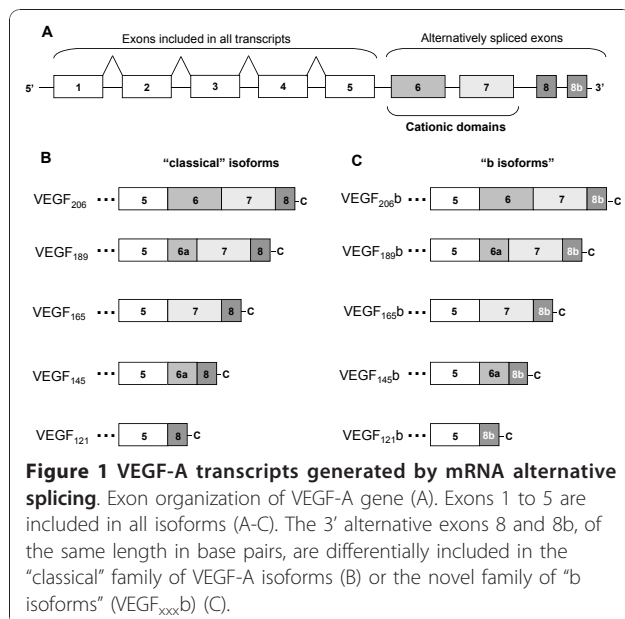 A
Exons included in all transcripts
Alternatively spliced exons
5’ 1 2 3 4 5 6 7 8 8b 3’
Cationic domains
B “classical” isoforms
VEGF206 ••• 5 6 7 8 C
VEGF189 ••• 5 6a 7 8 C
VEGF165 ••• 5 7 8 C
VEGF145 ••• 5 6a 8 C
VEGF121 ••• 5 8 C
C “b isoforms”
VEGF206b ••• 5 6 7 8b C
VEGF189b ••• 5 6a 7 8b C
VEGF165b ••• 5 7 8b C
VEGF145b ••• 5 6a 8b C
VEGF121b ••• 5 8b C
Figure 1 VEGF-A transcripts generated by mRNA alternative
splicing. Exon organization of VEGF-A gene (A). Exons 1 to 5 are
included in all isoforms (A-C). The 3’ alternative exons 8 and 8b, of
the same length in base pairs, are differentially included in the
“classical” family of VEGF-A isoforms (B) or the novel family of “b
isoforms” (VEGFxxxb) (C).